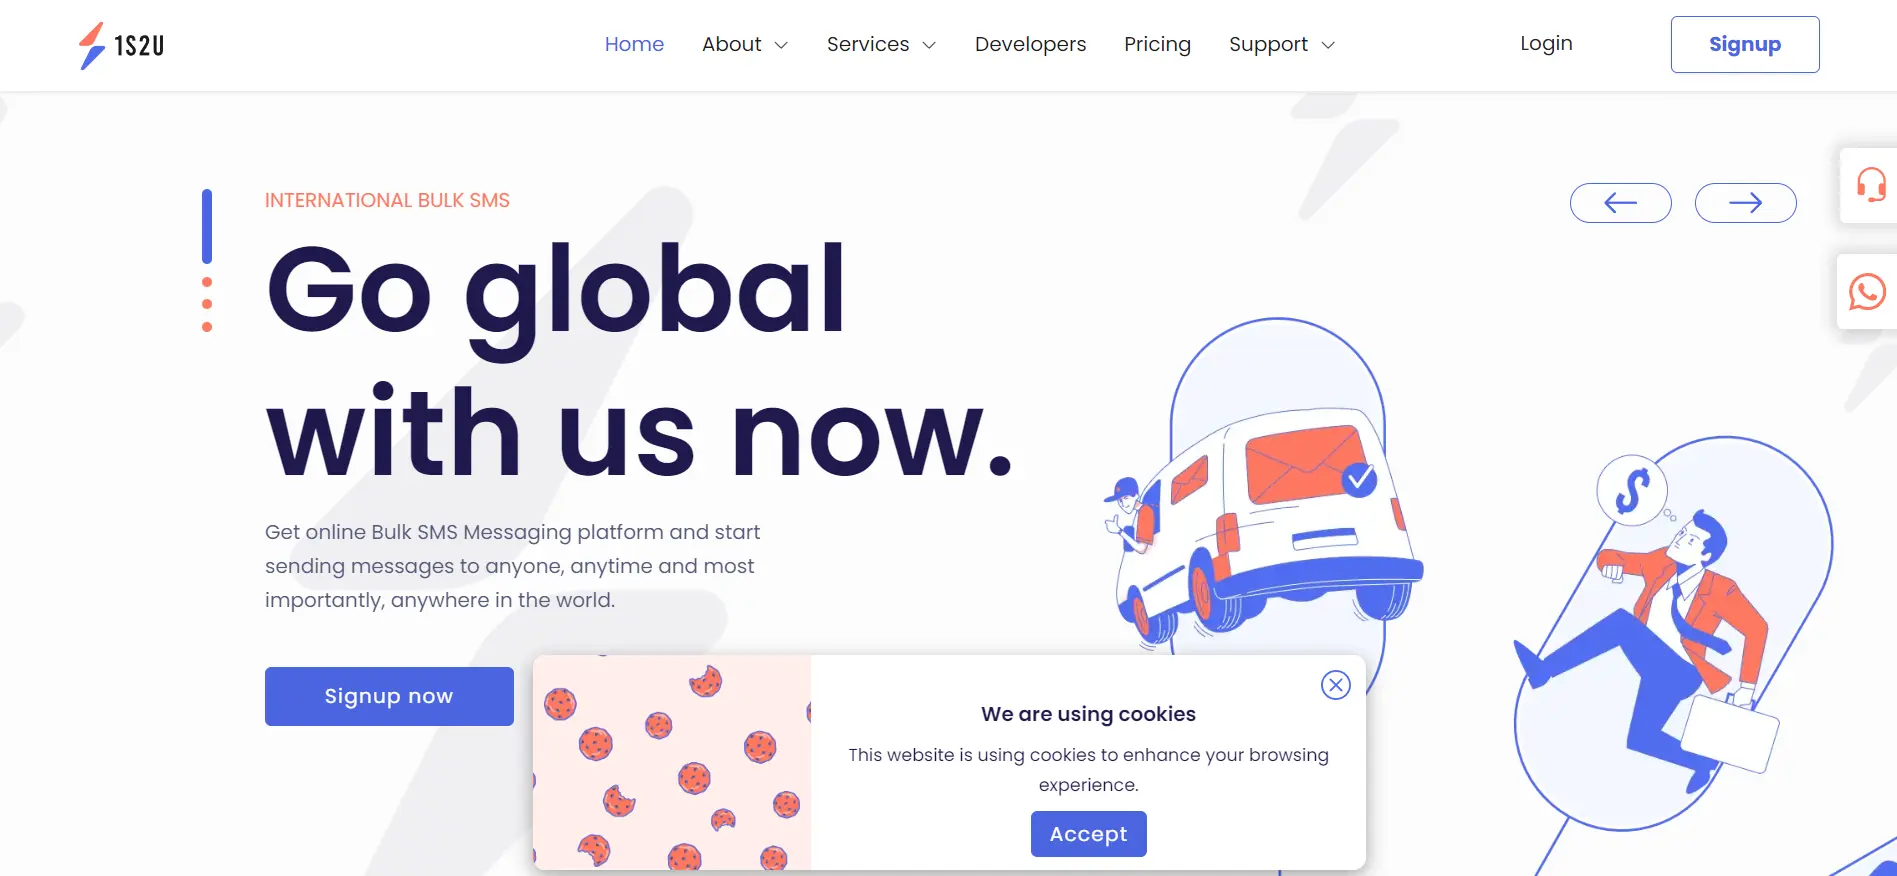 1S2U
Home About Services Developers Pricing Support Login Signup
INTERNATIONAL BULK SMS
Go global
with us now.
Get online Bulk SMS Messaging platform and start
sending messages to anyone, anytime and most
importantly, anywhere in the world.
Signup now
$
We are using cookies
This website is using cookies to enhance your browsing
experience.
Accept